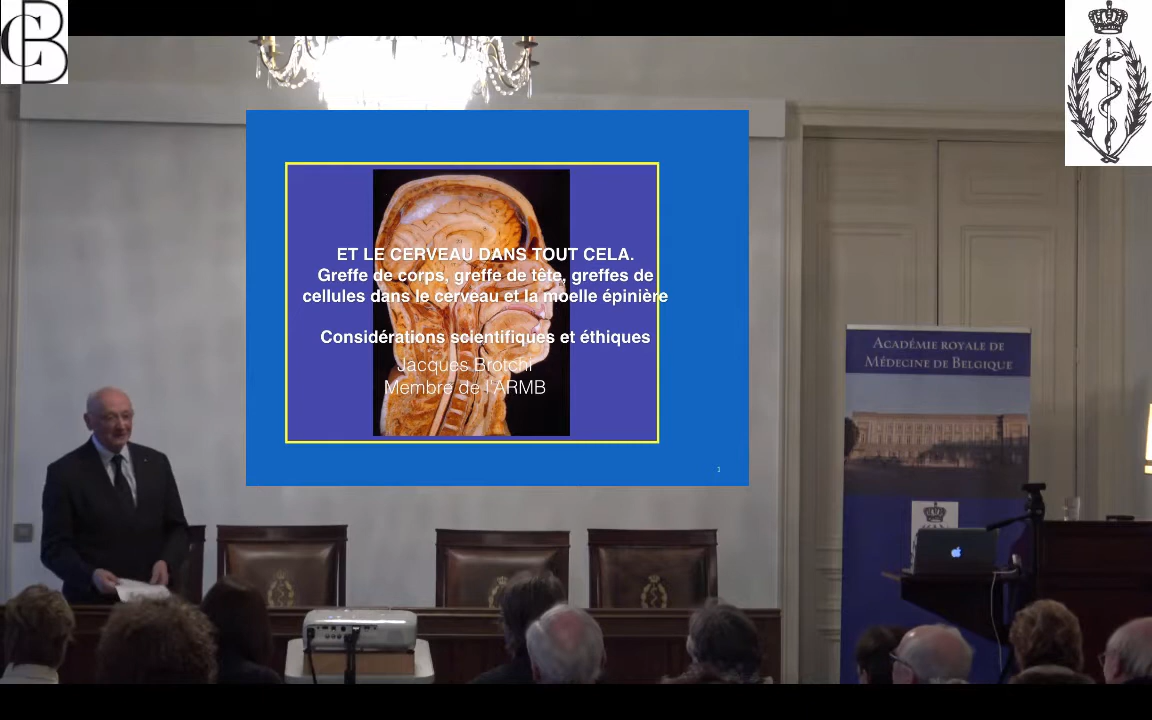 CB
ET LE CERVEAU DANS TOUT CELA.
Greffe de corps, greffe de tête, greffes de
cellules dans le cerveau et la moelle épinière
Considérations scientifiques et éthiques
Jacques Brotchi
Membre de l'ARMB
Académie royale de
Médecine de Belgique